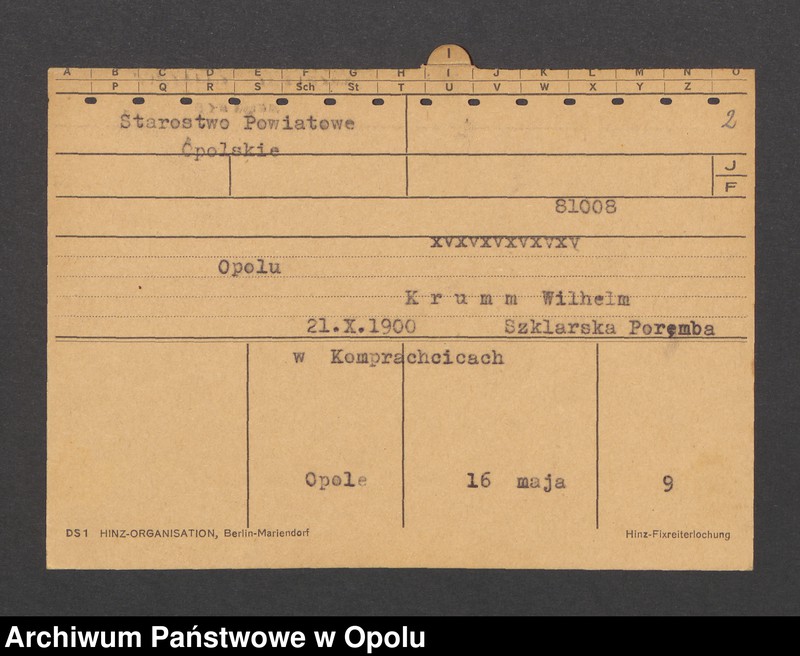 I
A B C D E F G H I J K L M N O
P Q R S Sch St T U V W X Y Z
Starostwo Powiatowe
2
Opolskie
J
F
81008
xvxvxvxvxvxv
Opolu
K r u m m Wilhelm
21.X.1900 Szklarska Poręmba
w Komprachcicach
Opole 16 maja 9
DS1 HINZ-ORGANISATION, Berlin-Mariendorf Hinz-Fixreiterlochung
Archiwum Państwowe w Opolu